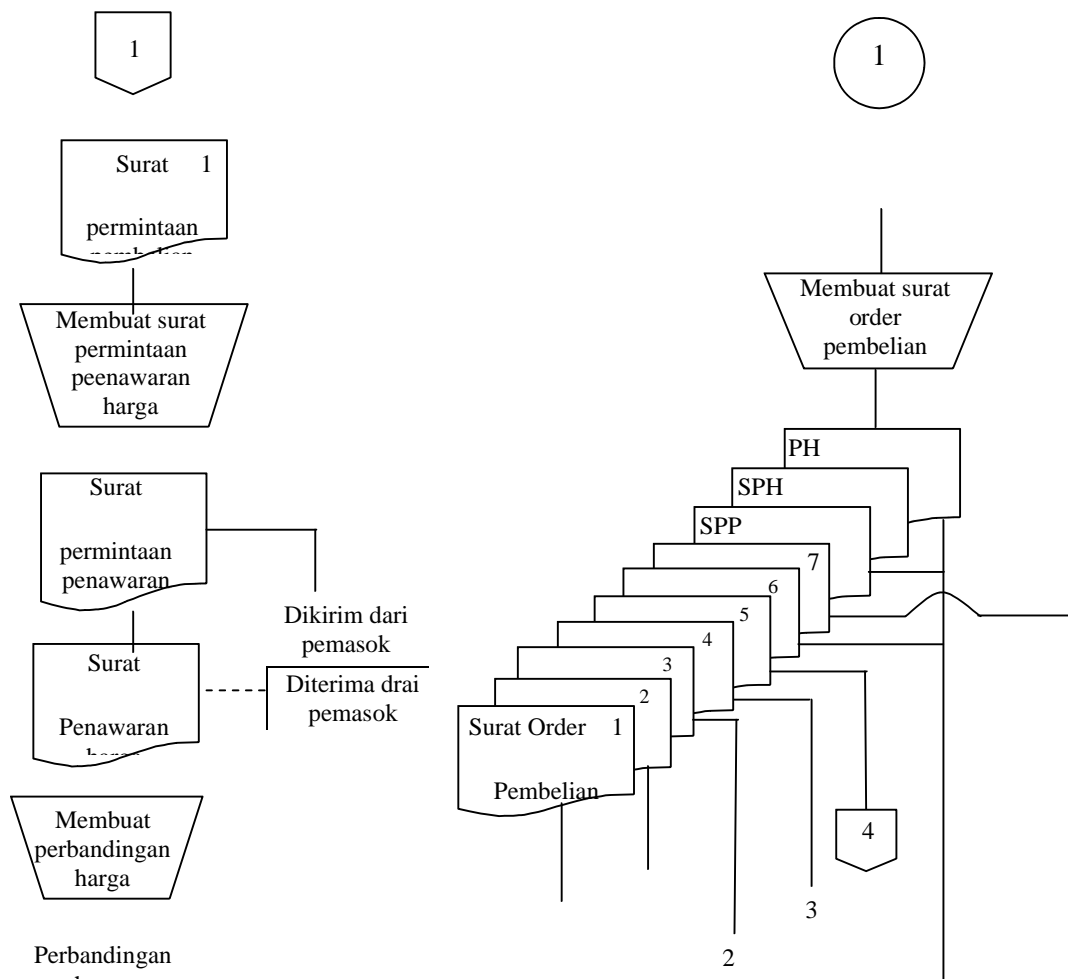 1
Surat 1
permintaan
Membuat surat
permintaan
peenawaran
harga
Surat
permintaan
penawaran
Dikirim dari
pemasok
Surat
Penawaran
Diterima drai
pemasok
Membuat
perbandingan
harga
Perbandingan
1
Membuat surat
order
pembelian
PH
SPH
SPP
7
6
5
4
3
2
Surat Order 1
Pembelian
4
3
2